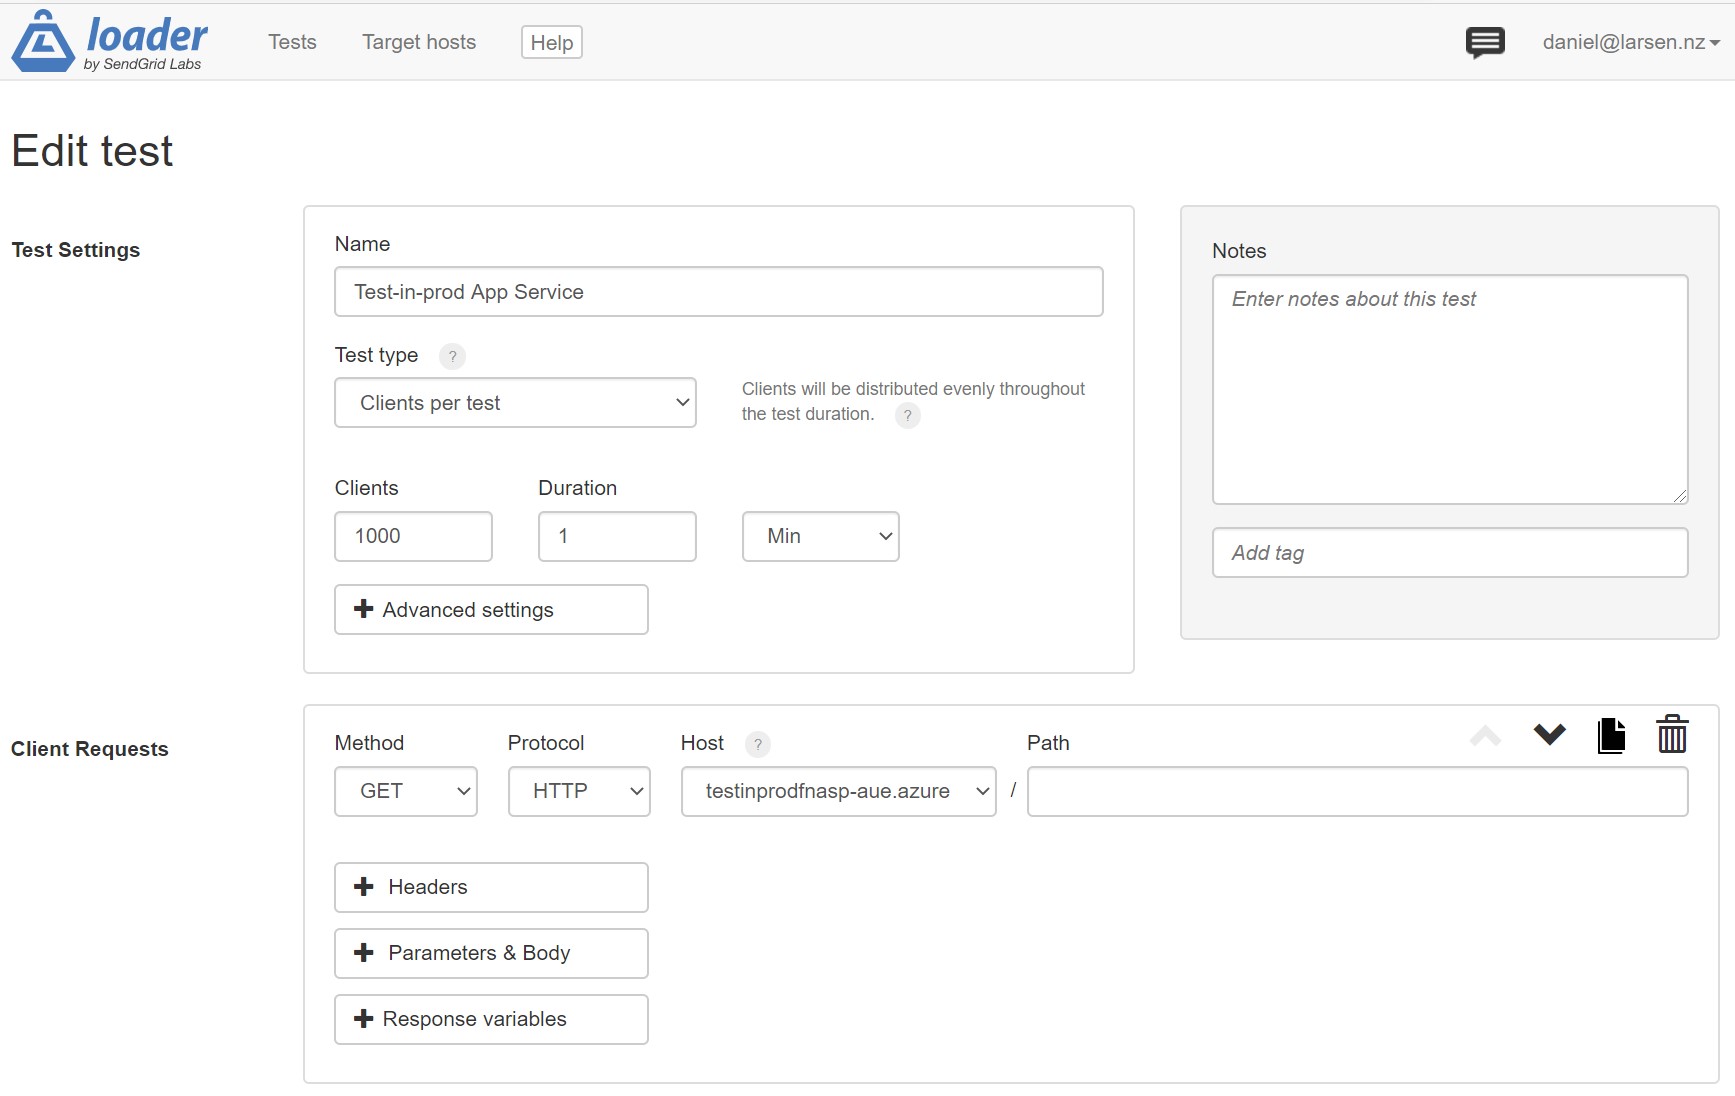 loader
by SendGrid Labs
Tests
Target hosts
Help
daniel@larsen.nz
Edit test
Test Settings
Name
Test-in-prod App Service
Test type ?
Clients per test
Clients will be distributed evenly throughout
the test duration. ?
Clients
Duration
1000
1
Min
Advanced settings
Notes
Enter notes about this test
Add tag
Client Requests
Method
Protocol
Host ?
Path
GET
HTTP
testinprodfnasp-aue.azure
/
Headers
Parameters & Body
Response variables